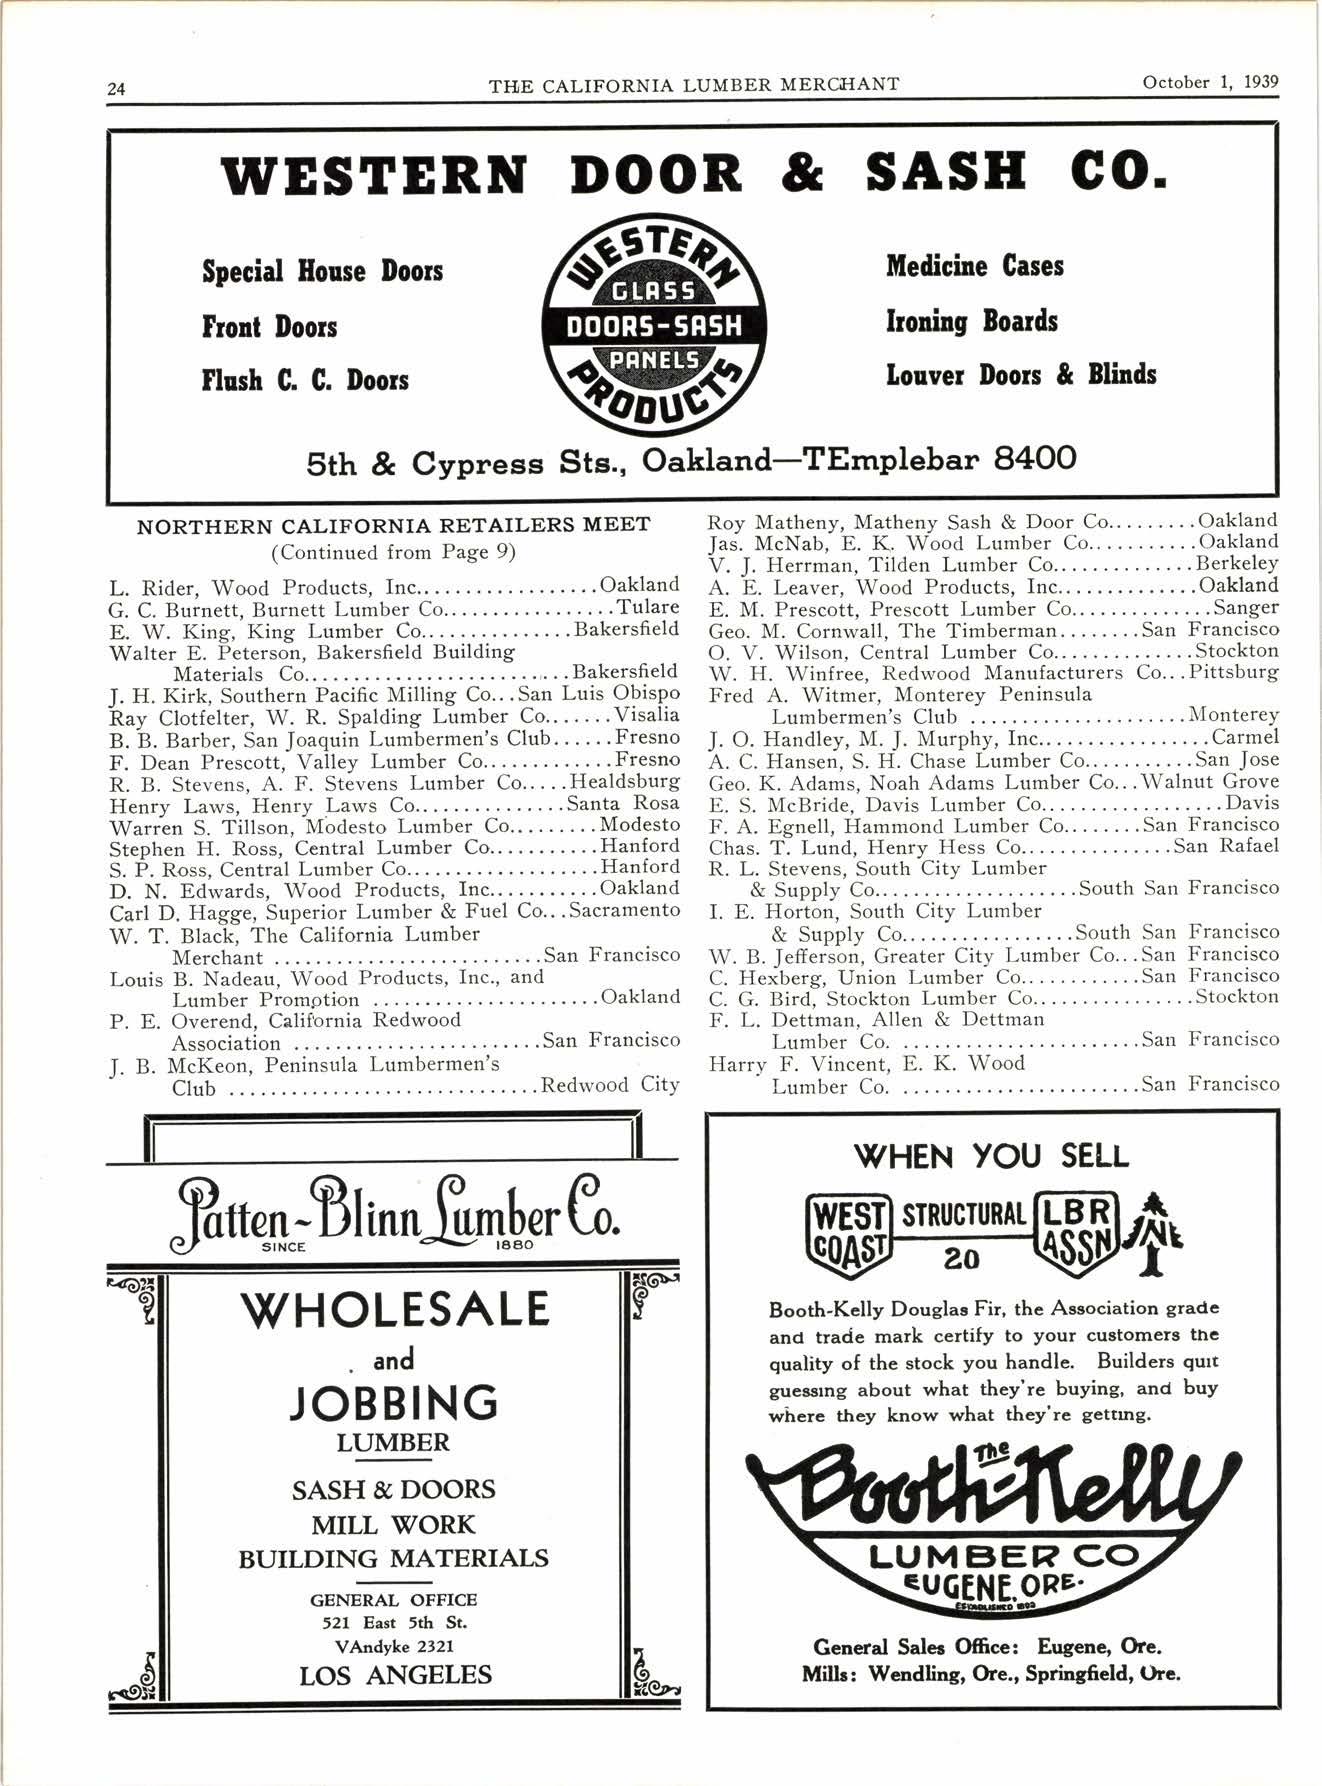 24
THE CALIFORNIA LUMBER MERCHANT
October 1, 1939
WESTERN DOOR & SASH CO.
Special House Doors
Front Doors
Flush C. C. Doors
WESTERN
GLASS
DOORS-SASH
PANELS
PRODUCTS
Medicine Cases
Ironing Boards
Louver Doors & Blinds
5th & Cypress Sts., Oakland—TEmplebar 8400
NORTHERN CALIFORNIA RETAILERS MEET
(Continued from Page 9)
L. Rider, Wood Products, Inc..................Oakland
G. C. Burnett, Burnett Lumber Co.................Tulare
E. W. King, King Lumber Co...............Bakersfield
Walter E. Peterson, Bakersfield Building
Materials Co..........................Bakersfield
J. H. Kirk, Southern Pacific Milling Co...San Luis Obispo
Ray Clotfelter, W. R. Spalding Lumber Co.......Visalia
B. B. Barber, San Joaquin Lumbermen's Club......Fresno
F. Dean Prescott, Valley Lumber Co.............Fresno
R. B. Stevens, A. F. Stevens Lumber Co.....Healdsburg
Henry Laws, Henry Laws Co...............Santa Rosa
Warren S. Tillson, Modesto Lumber Co.........Modesto
Stephen H. Ross, Central Lumber Co...........Hanford
S. P. Ross, Central Lumber Co...................Hanford
D. N. Edwards, Wood Products, Inc...........Oakland
Carl D. Hagge, Superior Lumber & Fuel Co...Sacramento
W. T. Black, The California Lumber
Merchant ..........................San Francisco
Louis B. Nadeau, Wood Products, Inc., and
Lumber Promotion ......................Oakland
P. E. Overend, California Redwood
Association ........................San Francisco
J. B. McKeon, Peninsula Lumbermen's
Club ..............................Redwood City
Roy Matheny, Matheny Sash & Door Co.........Oakland
Jas. McNab, E. K. Wood Lumber Co...........Oakland
V. J. Herrman, Tilden Lumber Co..............Berkeley
A. E. Leaver, Wood Products, Inc..............Oakland
E. M. Prescott, Prescott Lumber Co..............Sanger
Geo. M. Cornwall, The Timberman........San Francisco
O. V. Wilson, Central Lumber Co..............Stockton
W. H. Winfree, Redwood Manufacturers Co...Pittsburg
Fred A. Witmer, Monterey Peninsula
Lumbermen's Club .....................Monterey
J. O. Handley, M. J. Murphy, Inc.................Carmel
A. C. Hansen, S. H. Chase Lumber Co...........San Jose
Geo. K. Adams, Noah Adams Lumber Co...Walnut Grove
E. S. McBride, Davis Lumber Co..................Davis
F. A. Egnell, Hammond Lumber Co........San Francisco
Chas. T. Lund, Henry Hess Co...............San Rafael
R. L. Stevens, South City Lumber
& Supply Co....................South San Francisco
I. E. Horton, South City Lumber
& Supply Co.................South San Francisco
W. B. Jefferson, Greater City Lumber Co...San Francisco
C. Hexberg, Union Lumber Co............San Francisco
C. G. Bird, Stockton Lumber Co................Stockton
F. L. Dettman, Allen & Dettman
Lumber Co. .......................San Francisco
Harry F. Vincent, E. K. Wood
Lumber Co. .......................San Francisco
Patten-Blinn Lumber Co.
SINCE 1880
WHOLESALE
and
JOBBING
LUMBER
SASH & DOORS
MILL WORK
BUILDING MATERIALS
GENERAL OFFICE
521 East 5th St.
VAndyke 2321
LOS ANGELES
WHEN YOU SELL
WEST COAST STRUCTURAL 20 LBR ASSN
Booth-Kelly Douglas Fir, the Association grade
and trade mark certify to your customers the
quality of the stock you handle. Builders quit
guessing about what they're buying, and buy
where they know what they're getting.
The
Booth-Kelly
LUMBER CO
EUGENE, ORE.
General Sales Office: Eugene, Ore.
Mills: Wendling, Ore., Springfield, Ore.